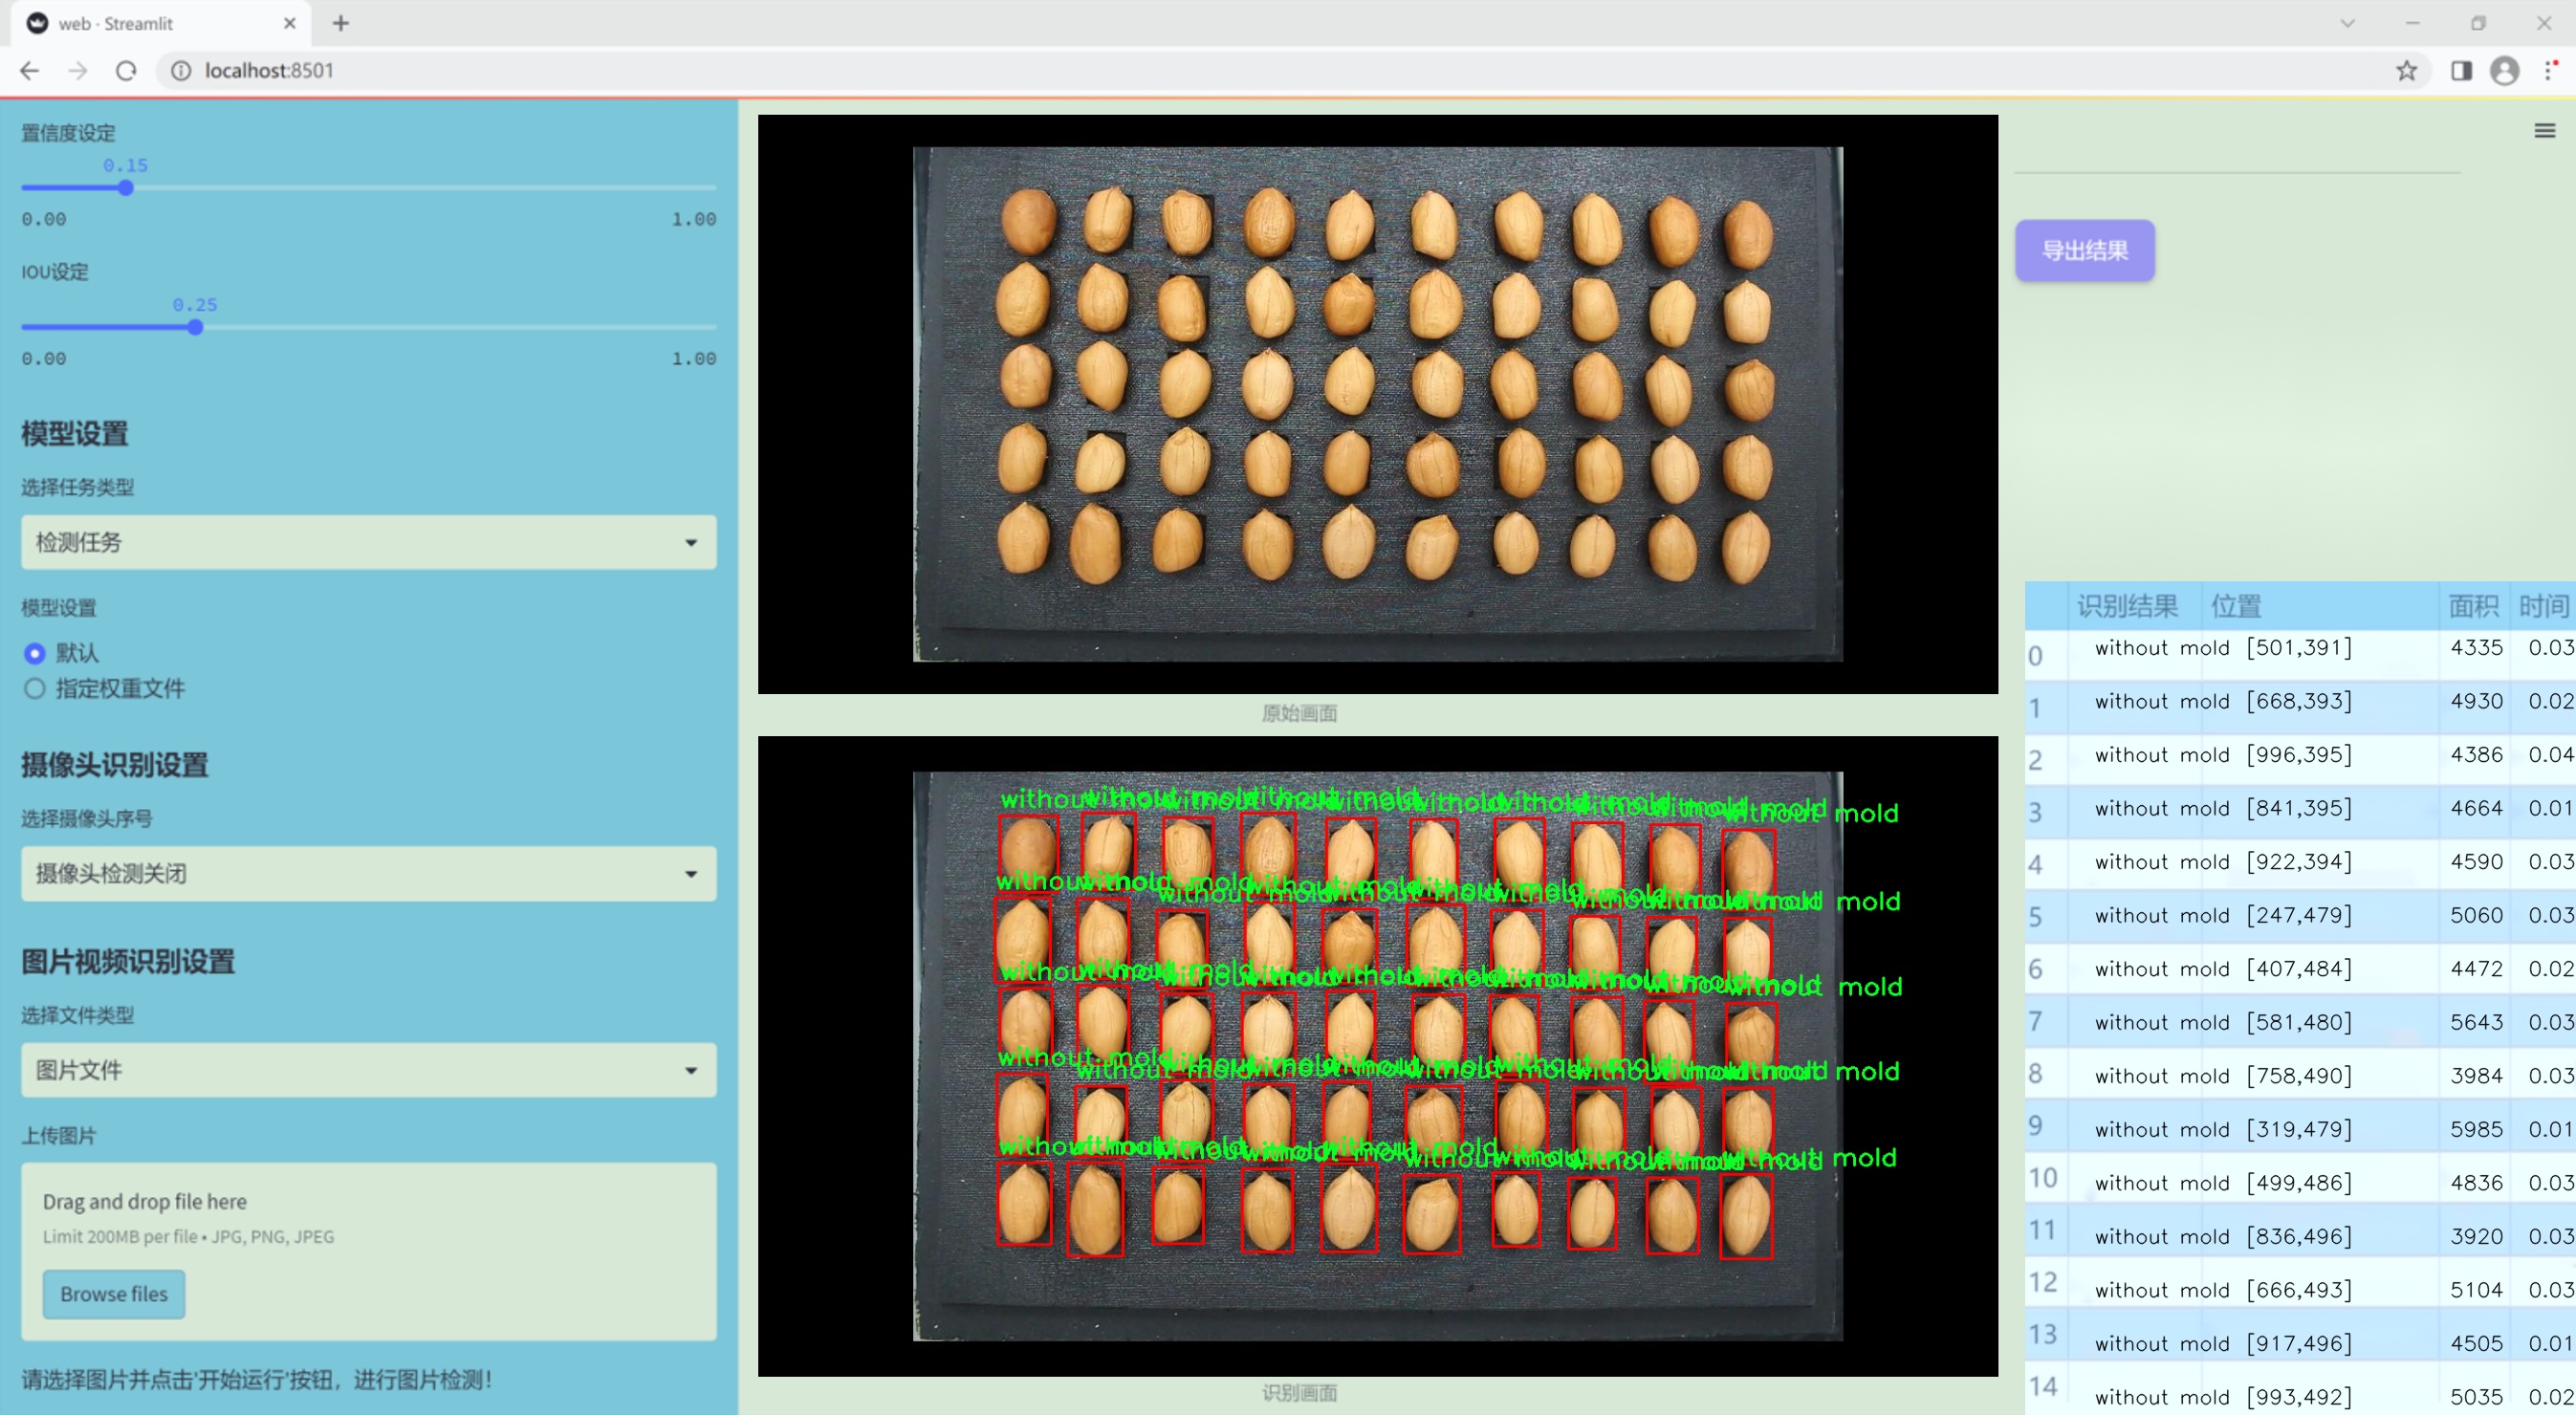 web · Streamlit
localhost:8501
置信度设定
0.15
0.00 1.00
IOU设定
0.25
0.00 1.00
模型设置
选择任务类型
检测任务
模型设置
默认
指定权重文件
摄像头识别设置
选择摄像头序号
摄像头检测关闭
图片视频识别设置
选择文件类型
图片文件
上传图片
Drag and drop file here
Limit 200MB per file • JPG, PNG, JPEG
Browse files
请选择图片并点击'开始运行'按钮，进行图片检测！
原始画面
without mold
without mold
without mold
without mold
without mold
识别画面
导出结果
识别结果 位置 面积 时间
0 without mold [501,391] 4335 0.03
1 without mold [668,393] 4930 0.02
2 without mold [996,395] 4386 0.04
3 without mold [841,395] 4664 0.01
4 without mold [922,394] 4590 0.03
5 without mold [247,479] 5060 0.03
6 without mold [407,484] 4472 0.02
7 without mold [581,480] 5643 0.03
8 without mold [758,490] 3984 0.03
9 without mold [319,479] 5985 0.01
10 without mold [499,486] 4836 0.03
11 without mold [836,496] 3920 0.03
12 without mold [666,493] 5104 0.03
13 without mold [917,496] 4505 0.01
14 without mold [993,492] 5035 0.02